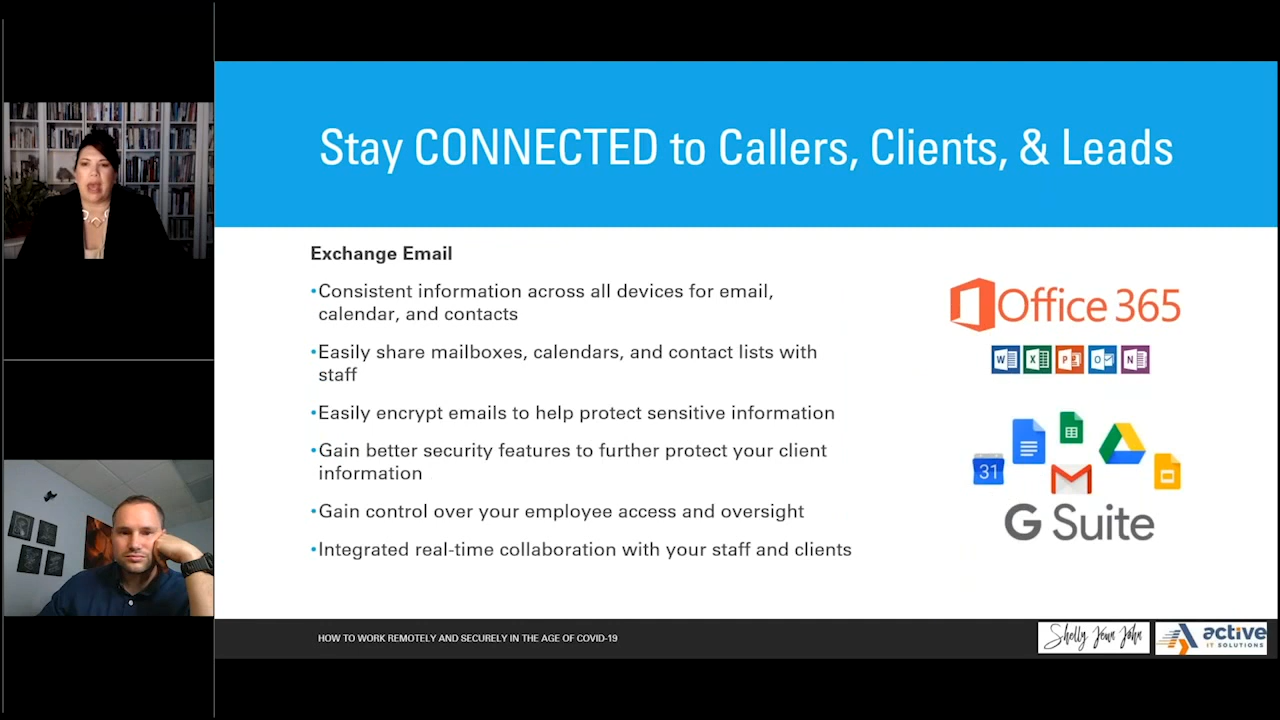 Stay CONNECTED to Callers, Clients, & Leads
Exchange Email
•Consistent information across all devices for email,
calendar, and contacts
•Easily share mailboxes, calendars, and contact lists with
staff
•Easily encrypt emails to help protect sensitive information
•Gain better security features to further protect your client
information
•Gain control over your employee access and oversight
•Integrated real-time collaboration with your staff and clients
Office 365
W X P O N
31
G Suite
HOW TO WORK REMOTELY AND SECURELY IN THE AGE OF COVID-19
Shelly Jean John
active
IT SOLUTIONS